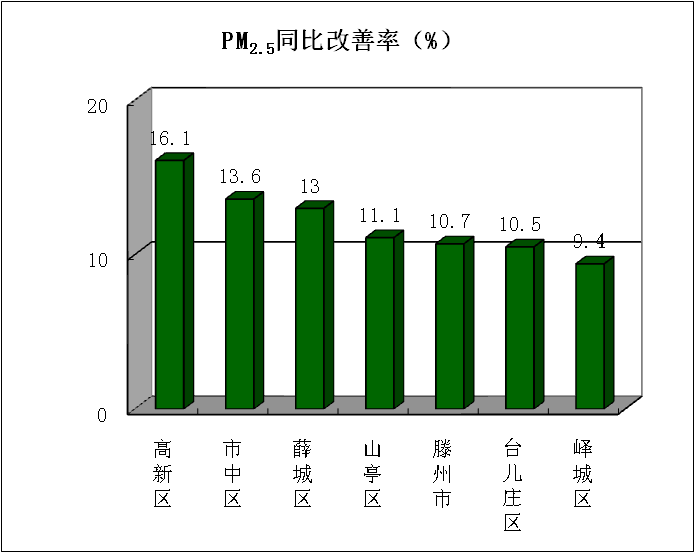 PM2.5同比改善率（%）
20
10
0
16.1
13.6
13
11.1
10.7
10.5
9.4
高新区
市中区
薛城区
山亭区
滕州市
台儿庄区
峄城区